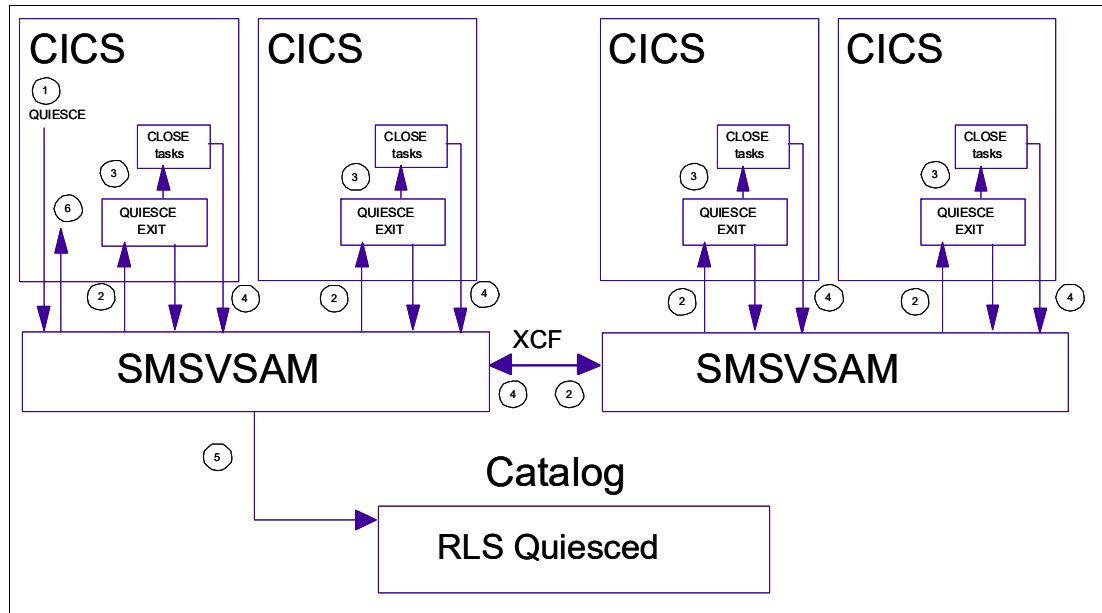 CICS
1
QUIESCE
CLOSE
tasks
3
6
QUIESCE
EXIT
2
4
CICS
CLOSE
tasks
3
QUIESCE
EXIT
2
4
CICS
CLOSE
tasks
3
QUIESCE
EXIT
2
4
CICS
CLOSE
tasks
3
QUIESCE
EXIT
2
4
SMSVSAM
XCF
4
2
SMSVSAM
5
Catalog
RLS Quiesced